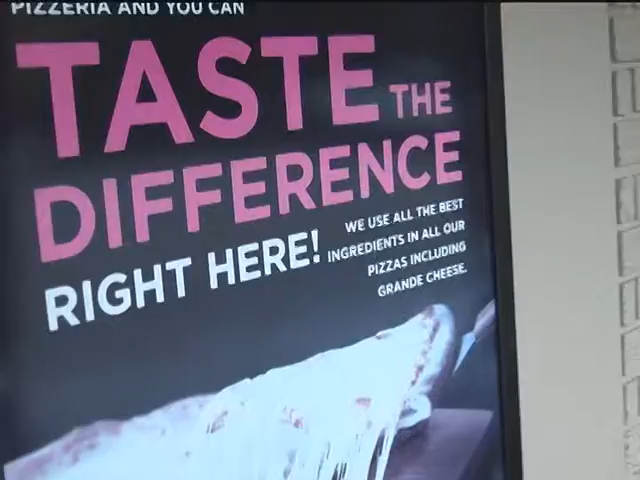 PIZZERIA AND YOU CAN
TASTE THE
DIFFERENCE
RIGHT HERE!
WE USE ALL THE BEST
INGREDIENTS IN ALL OUR
PIZZAS INCLUDING
GRANDE CHEESE.